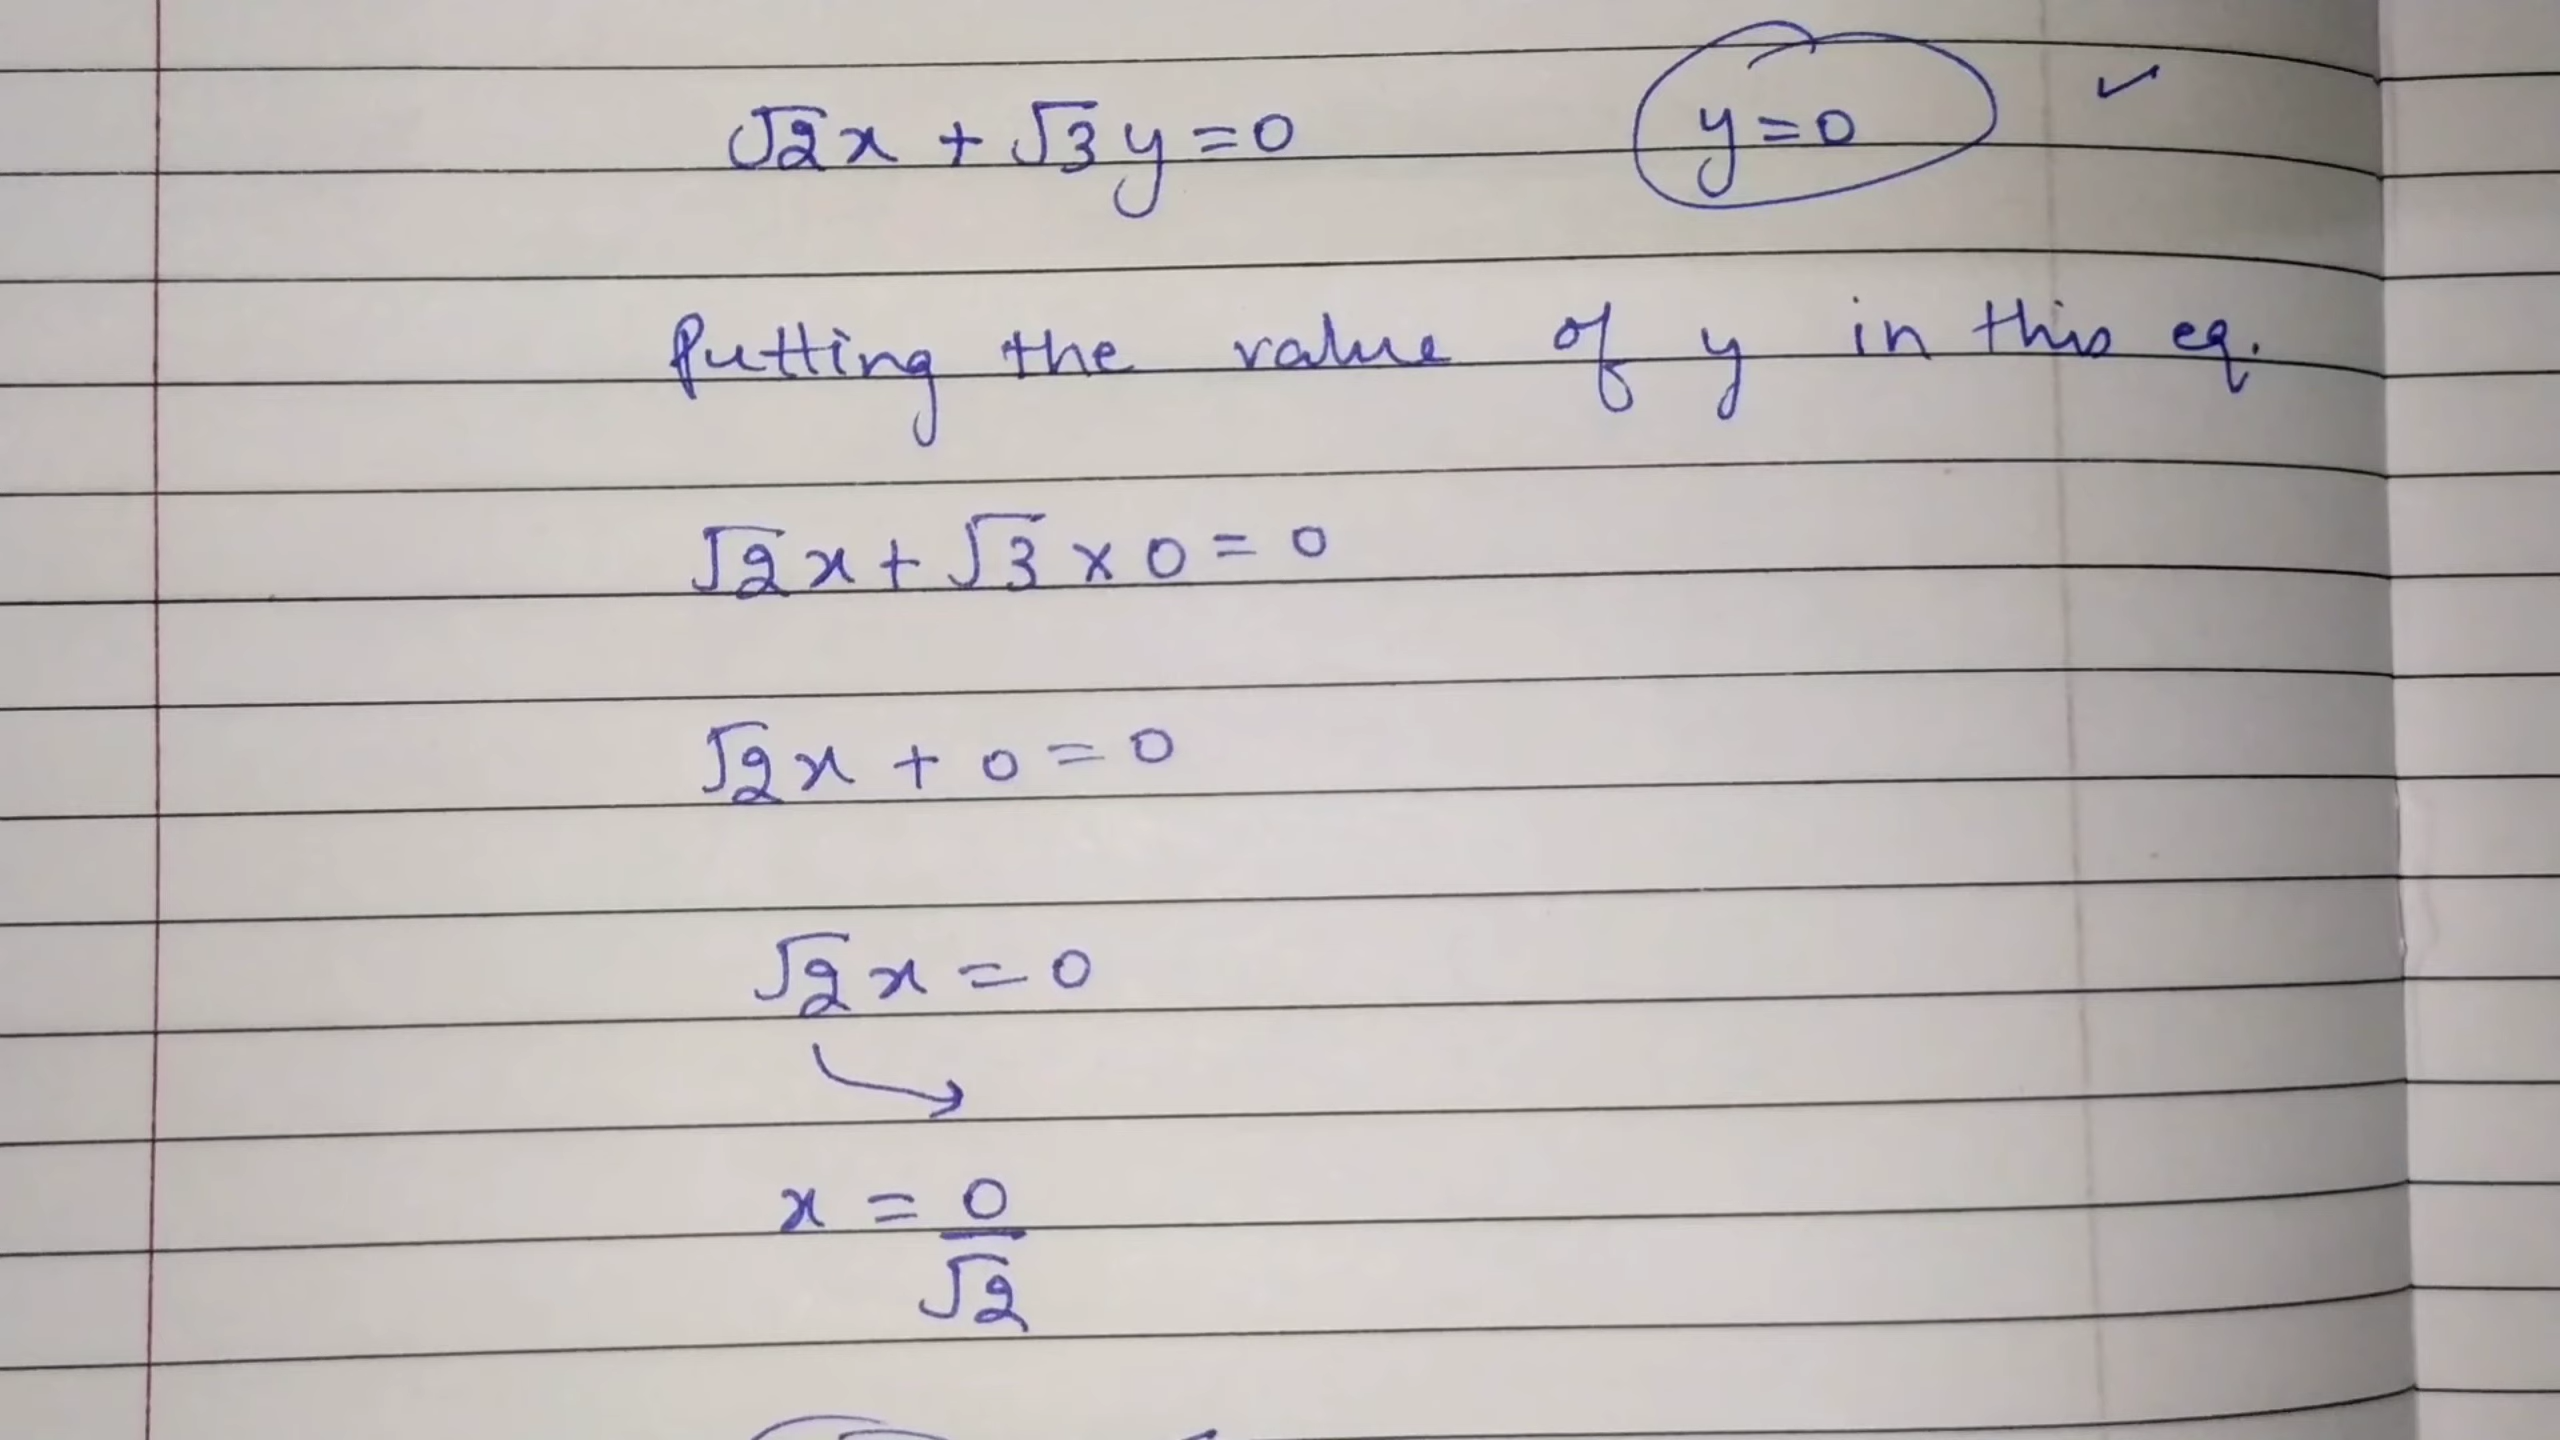 √2x + √3y = 0 y = 0 ✓
Putting the value of y in this eq.
√2x + √3 × 0 = 0
√2x + 0 = 0
√2x = 0
x = 0/√2